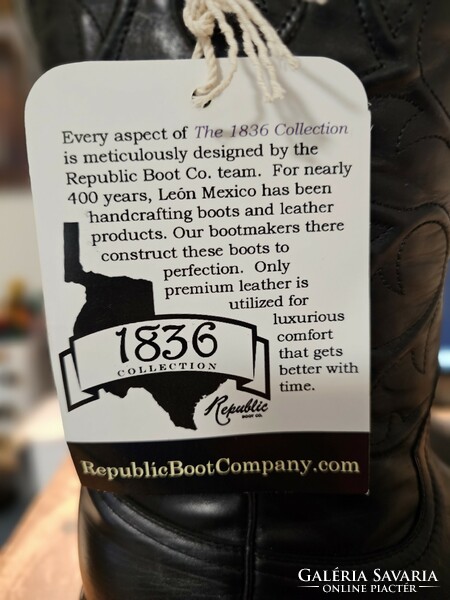 Every aspect of The 1836 Collection
is meticulously designed by the
Republic Boot Co. team. For nearly
400 years, León Mexico has been
handcrafting boots and leather
products. Our bootmakers there
construct these boots to
perfection. Only
premium leather is
utilized for
luxurious
comfort
that gets
better with
time.
1836
COLLECTION
Republic
BOOT CO.
RepublicBootCompany.com
GALÉRIA SAVARIA
ONLINE PIACTÉR